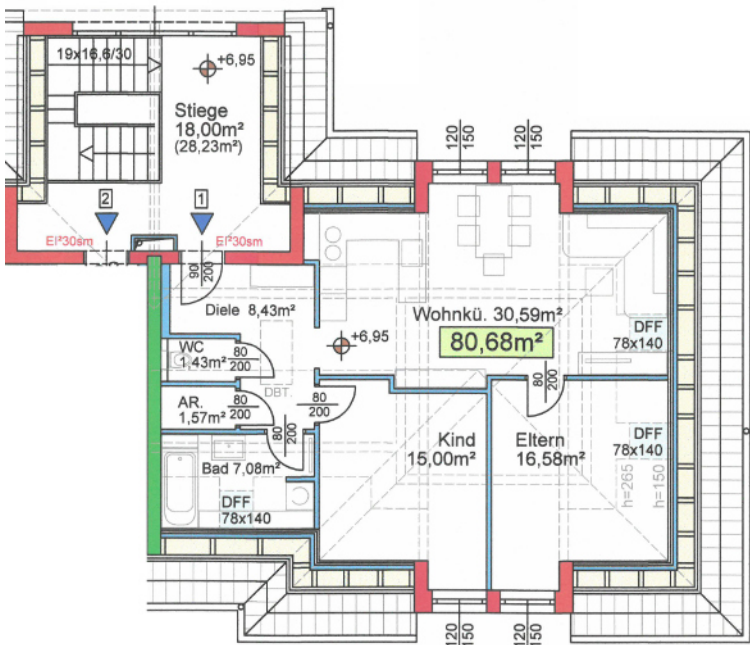 19x16,6/30
+6,95
Stiege
18,00m²
(28,23m²)
2
1
EI²30sm
EI²30sm
90
200
120
150
120
150
Diele 8,43m²
+6,95
Wohnkü. 30,59m²
80,68m²
DFF
78x140
WC
1,43m²
80
200
DBT.
AR.
1,57m²
80
200
80
200
80
200
80
200
Kind
15,00m²
Eltern
16,58m²
DFF
78x140
h=265
h=150
Bad 7,08m²
DFF
78x140
120
150
120
150